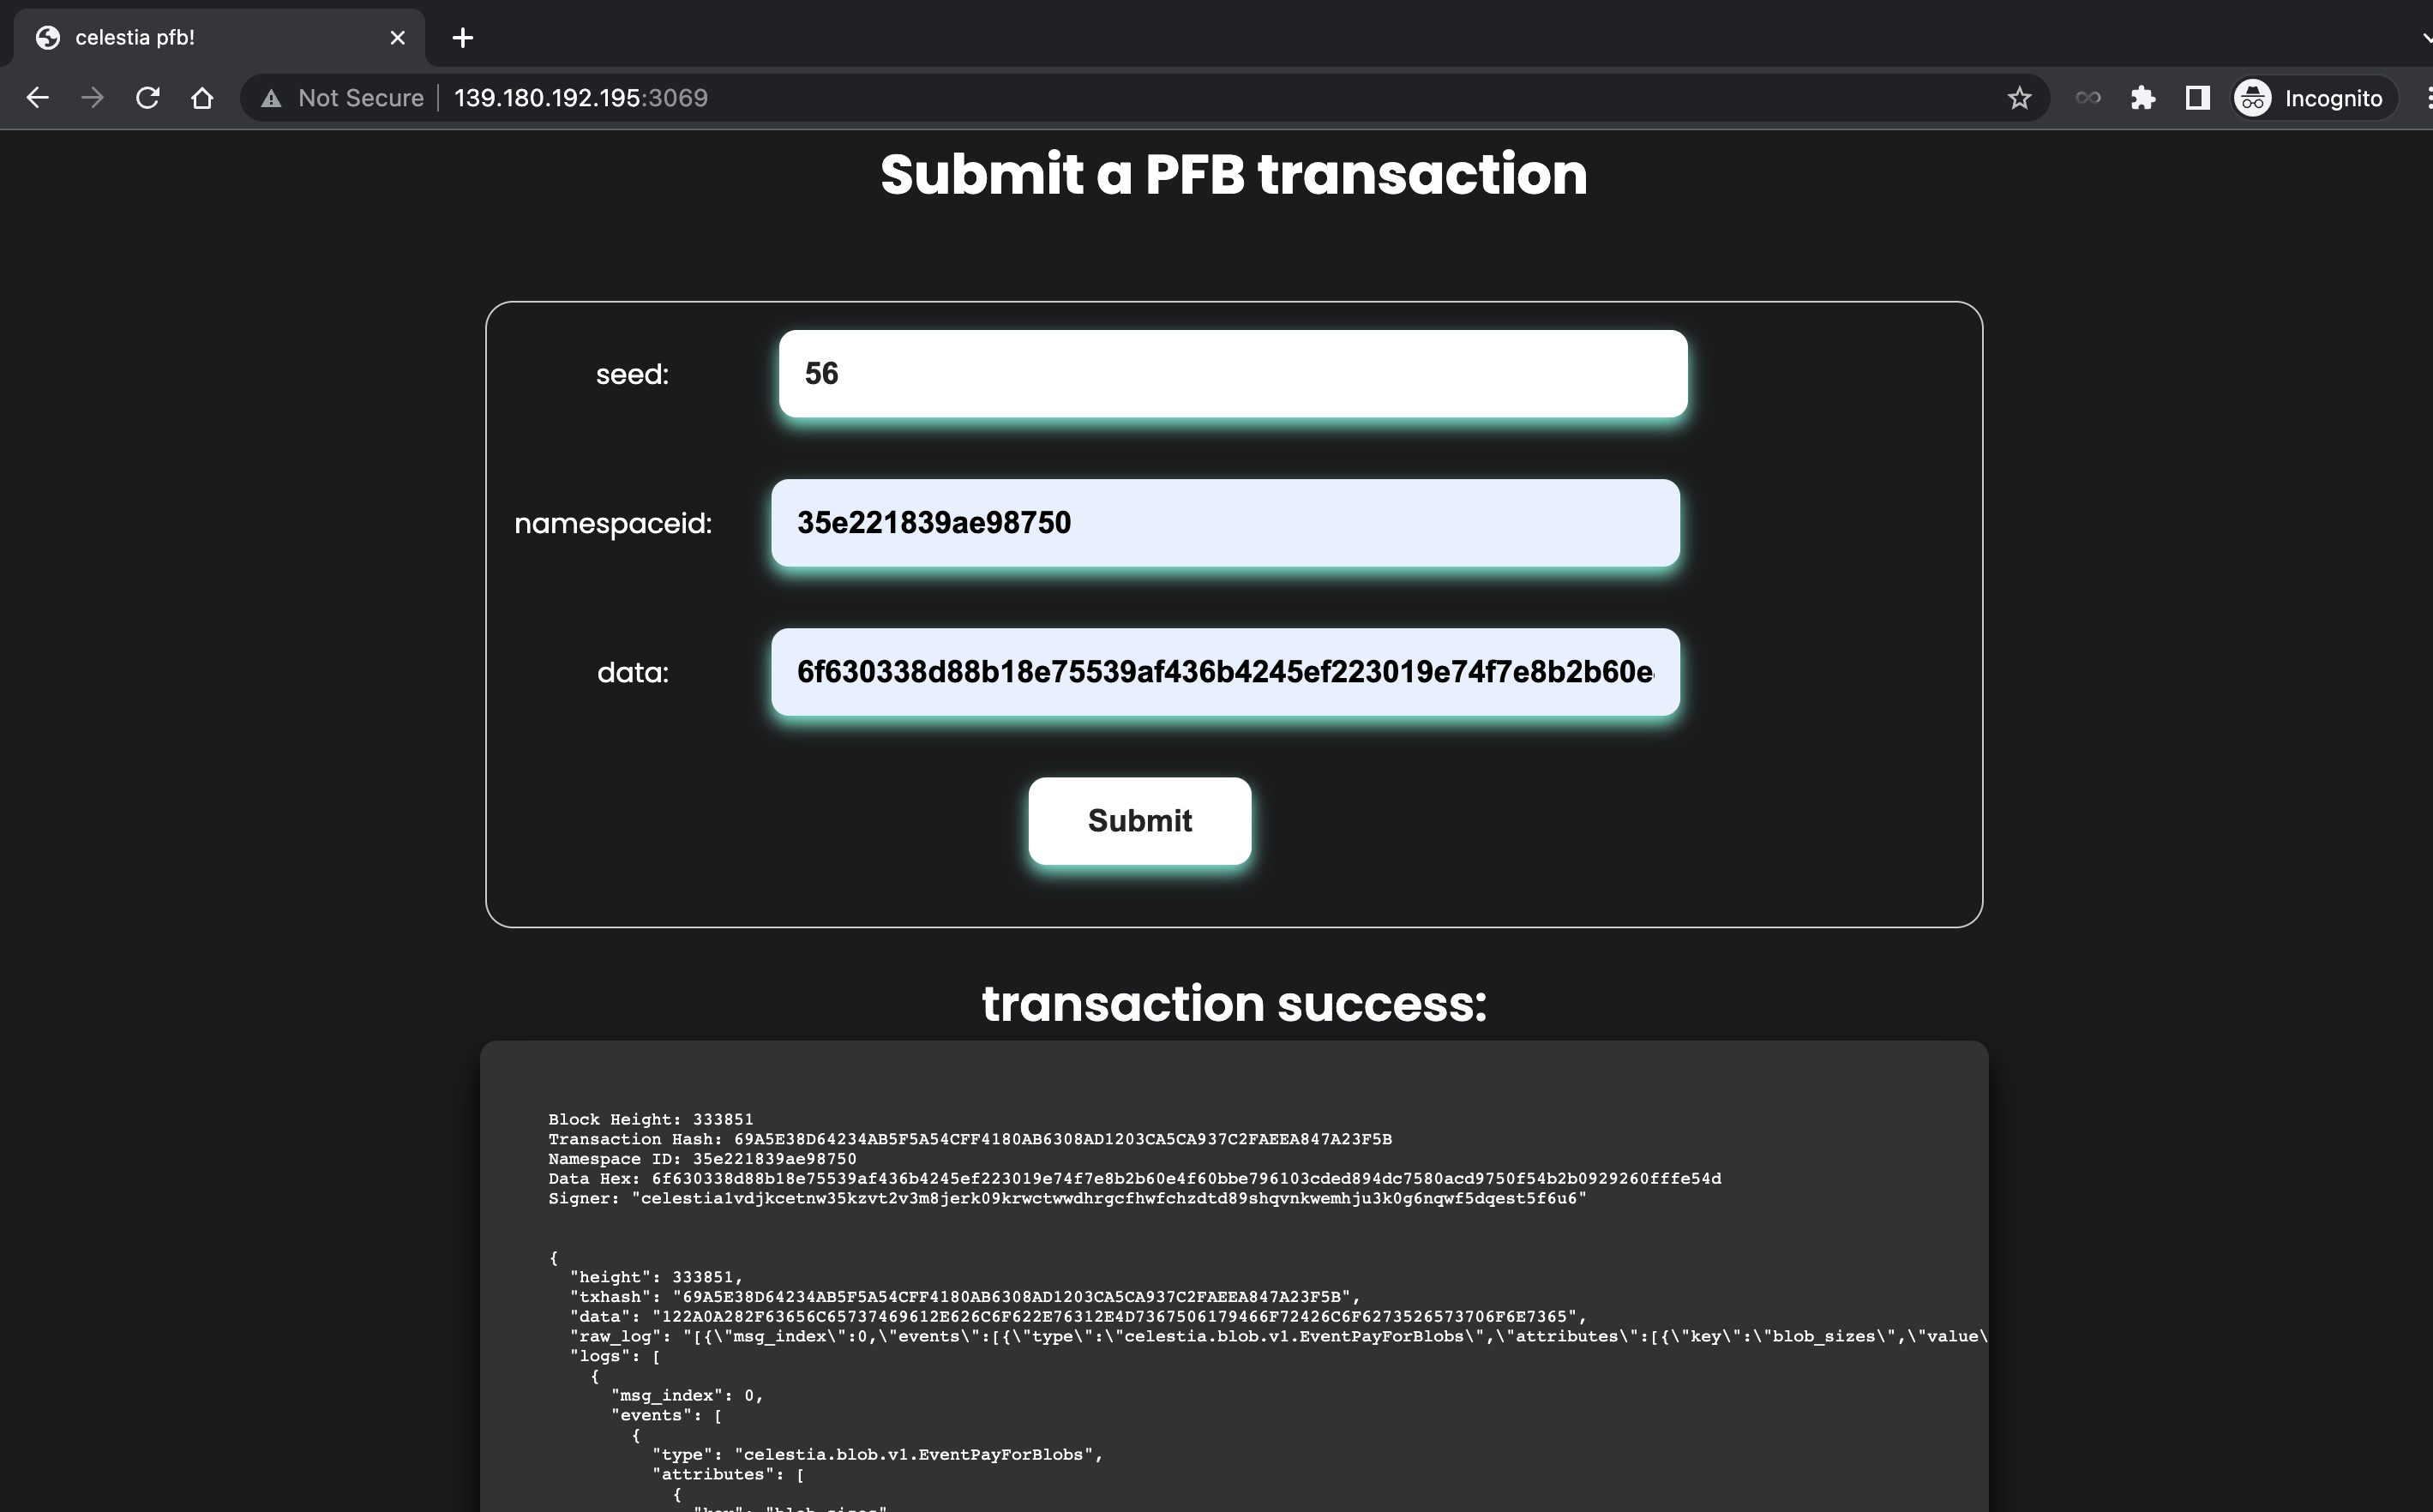 celestia pfb!
Not Secure 139.180.192.195:3069
Incognito
Submit a PFB transaction
seed: 56
namespaceid: 35e221839ae98750
data: 6f630338d88b18e75539af436b4245ef223019e74f7e8b2b60e
Submit
transaction success:
Block Height: 333851
Transaction Hash: 69A5E38D64234AB5F5A54CFF4180AB6308AD1203CA5CA937C2FAEEA847A23F5B
Namespace ID: 35e221839ae98750
Data Hex: 6f630338d88b18e75539af436b4245ef223019e74f7e8b2b60e4f60bbe796103cded894dc7580acd9750f54b2b0929260fffe54d
Signer: "celestia1vdjkcetnw35kzvt2v3m8jerk09krwctwwdhrgcfhwfchzdtd89shqvnkwemhju3k0g6nqwf5dqest5f6u6"
{
"height": 333851,
"txhash": "69A5E38D64234AB5F5A54CFF4180AB6308AD1203CA5CA937C2FAEEA847A23F5B",
"data": "122A0A282F63656C65737469612E626C6F622E76312E4D7367506179466F72426C6F6273526573706F6E7365",
"raw_log": "[{\"msg_index\":0,\"events\":[{\"type\":\"celestia.blob.v1.EventPayForBlobs\",\"attributes\":[{\"key\":\"blob_sizes\",\"value\
"logs": [
{
"msg_index": 0,
"events": [
{
"type": "celestia.blob.v1.EventPayForBlobs",
"attributes": [
{